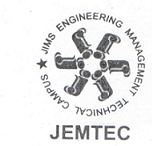 ★ JIMS ENGINEERING MANAGEMENT TECHNICAL CAMPUS
JEMTEC